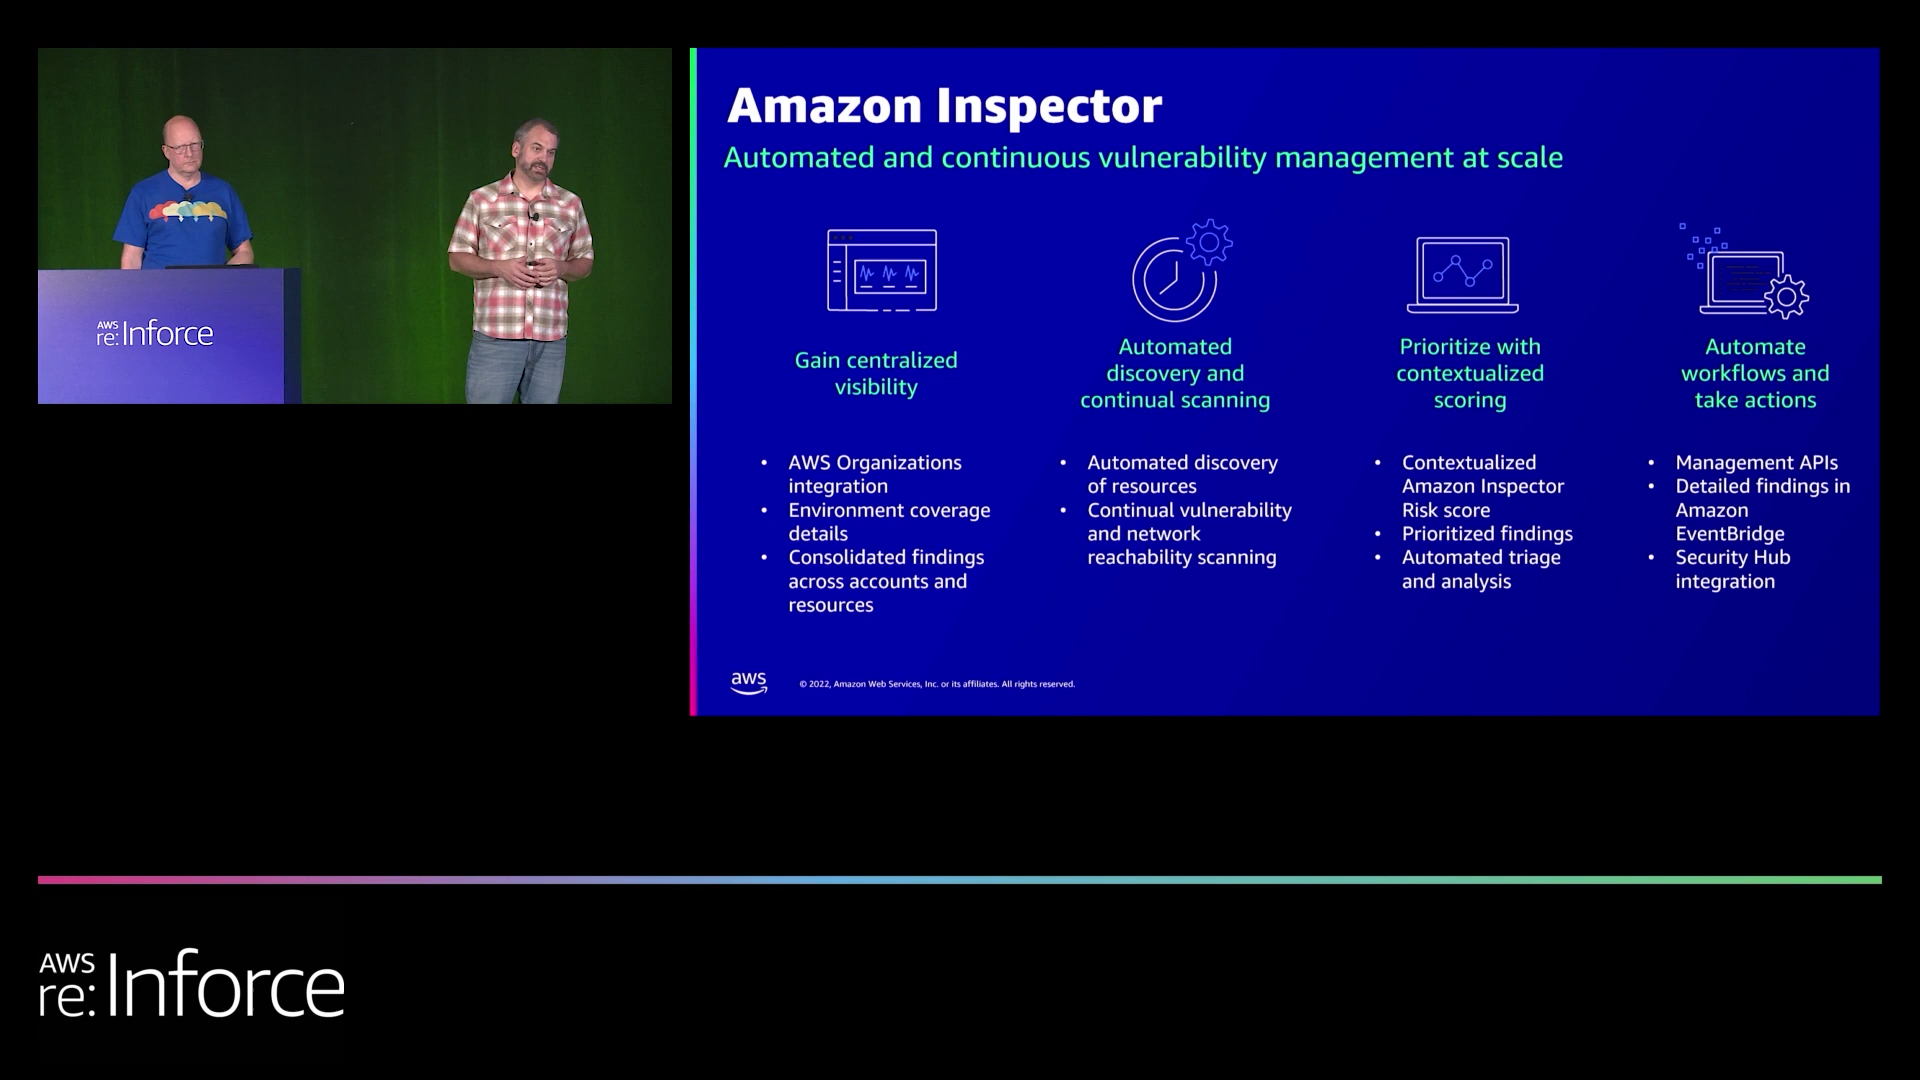 AWS
re: Inforce
Amazon Inspector
Automated and continuous vulnerability management at scale
Gain centralized
visibility
• AWS Organizations
integration
• Environment coverage
details
• Consolidated findings
across accounts and
resources
Automated
discovery and
continual scanning
• Automated discovery
of resources
• Continual vulnerability
and network
reachability scanning
Prioritize with
contextualized
scoring
• Contextualized
Amazon Inspector
Risk score
• Prioritized findings
• Automated triage
and analysis
Automate
workflows and
take actions
• Management APIs
• Detailed findings in
Amazon
EventBridge
• Security Hub
integration
aws
© 2022, Amazon Web Services, Inc. or its affiliates. All rights reserved.
AWS
re: Inforce